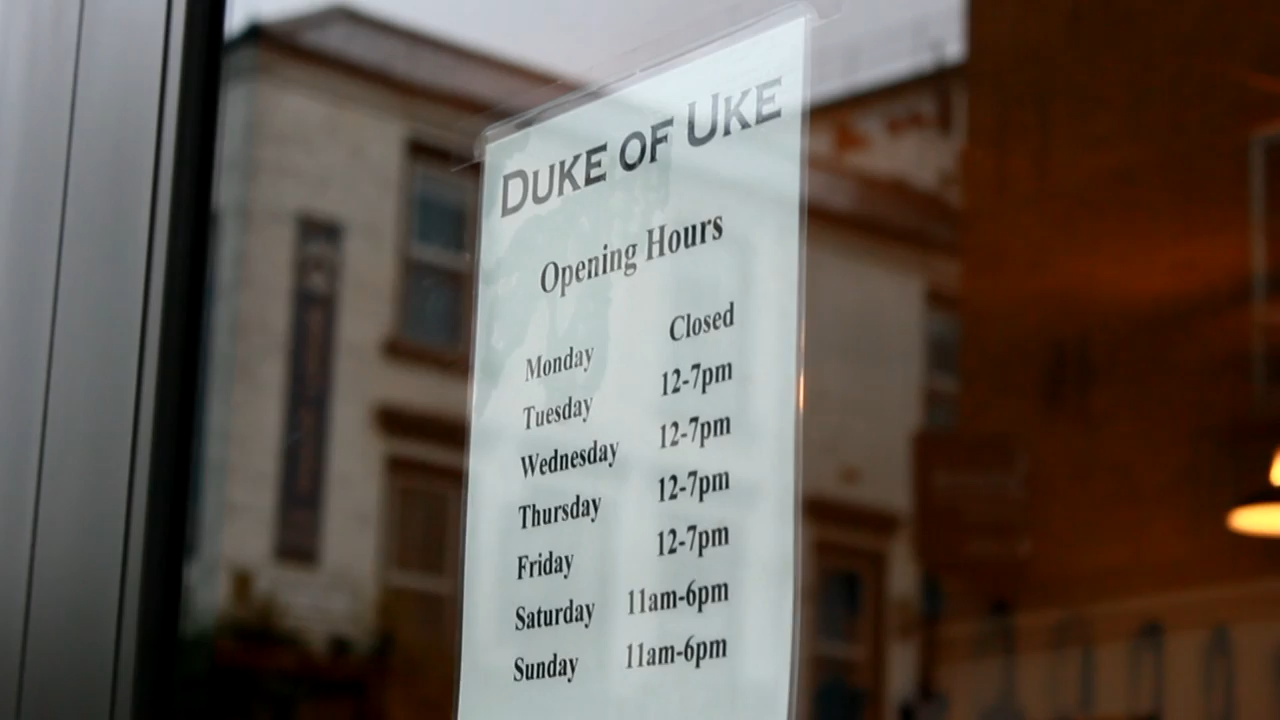 DUKE OF UKE
Opening Hours
Monday Closed
Tuesday 12-7pm
Wednesday 12-7pm
Thursday 12-7pm
Friday 12-7pm
Saturday 11am-6pm
Sunday 11am-6pm